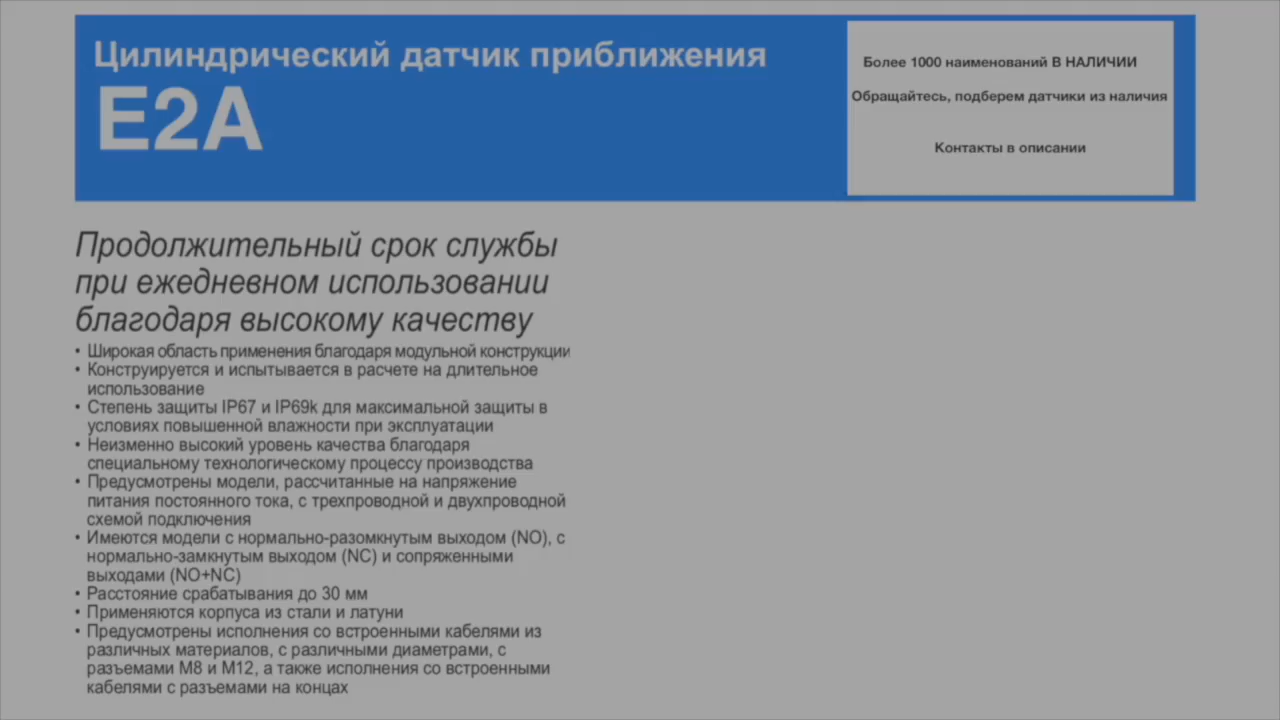 Цилиндрический датчик приближения
E2A
Более 1000 наименований В НАЛИЧИИ
Обращайтесь, подберем датчики из наличия
Контакты в описании
Продолжительный срок службы
при ежедневном использовании
благодаря высокому качеству
• Широкая область применения благодаря модульной конструкции
• Конструируется и испытывается в расчете на длительное
использование
• Степень защиты IP67 и IP69k для максимальной защиты в
условиях повышенной влажности при эксплуатации
• Неизменно высокий уровень качества благодаря
специальному технологическому процессу производства
• Предусмотрены модели, рассчитанные на напряжение
питания постоянного тока, с трехпроводной и двухпроводной
схемой подключения
• Имеются модели с нормально-разомкнутым выходом (NO), с
нормально-замкнутым выходом (NC) и сопряженными
выходами (NO+NC)
• Расстояние срабатывания до 30 мм
• Применяются корпуса из стали и латуни
• Предусмотрены исполнения со встроенными кабелями из
различных материалов, с различными диаметрами, с
разъемами M8 и M12, а также исполнения со встроенными
кабелями с разъемами на концах